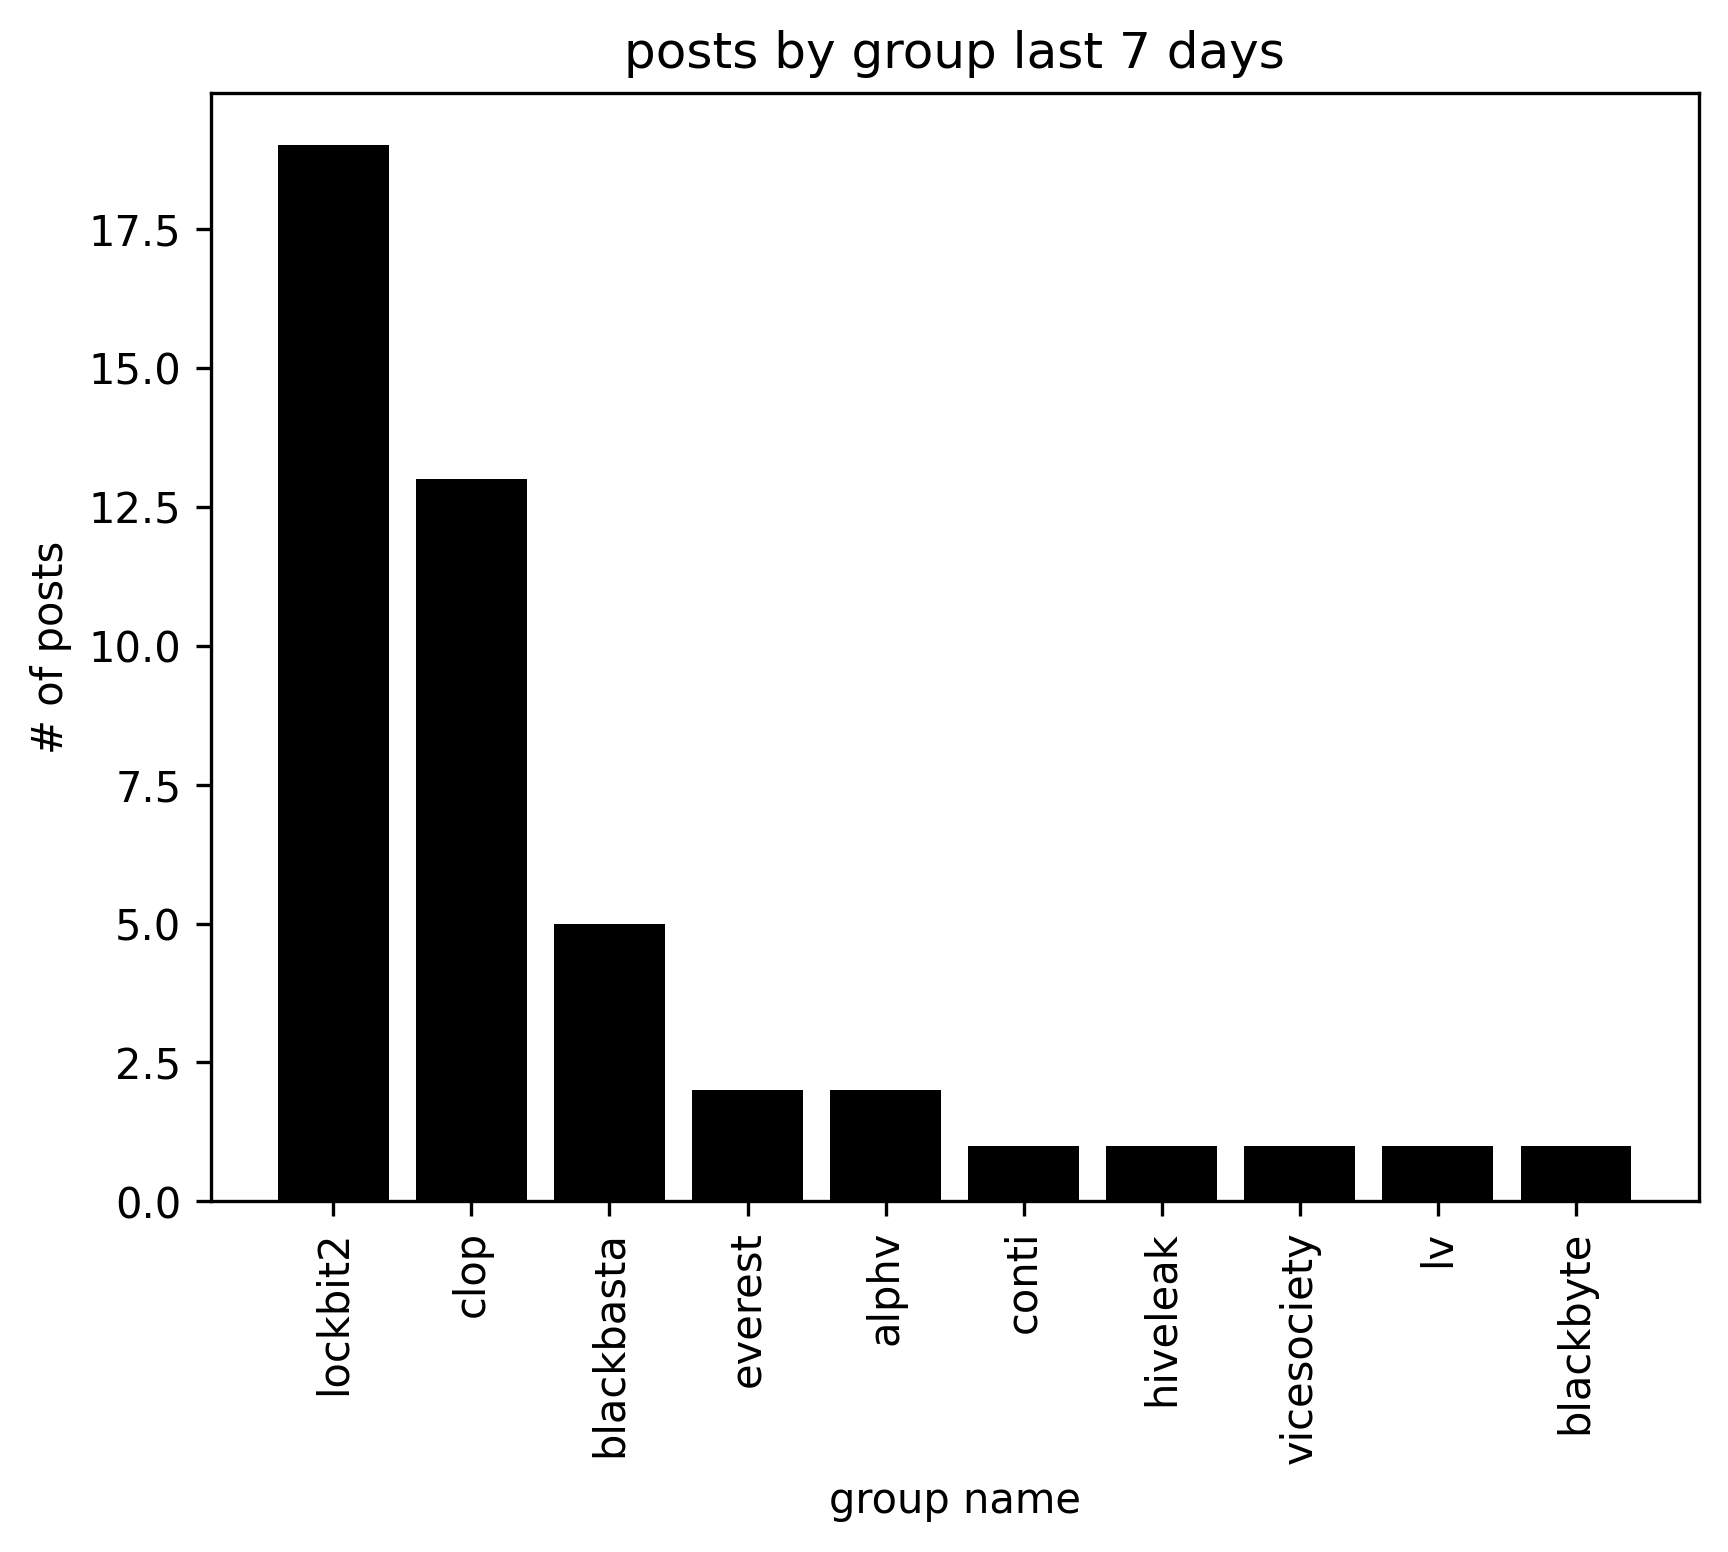 posts by group last 7 days
# of posts
17.5
15.0
12.5
10.0
7.5
5.0
2.5
0.0
lockbit2
clop
blackbasta
everest
alphv
conti
hiveleak
vicesociety
lv
blackbyte
group name